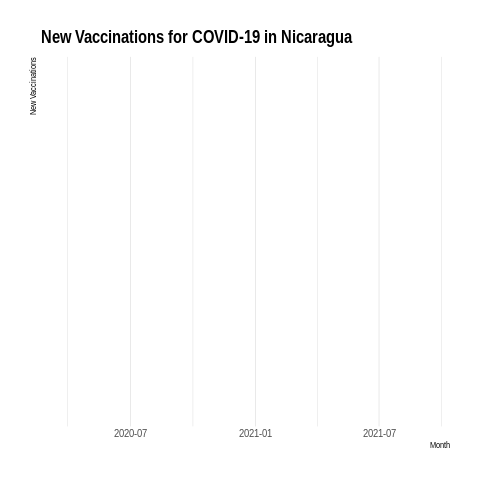 New Vaccinations for COVID-19 in Nicaragua
New Vaccinations
2020-07
2021-01
2021-07
Month